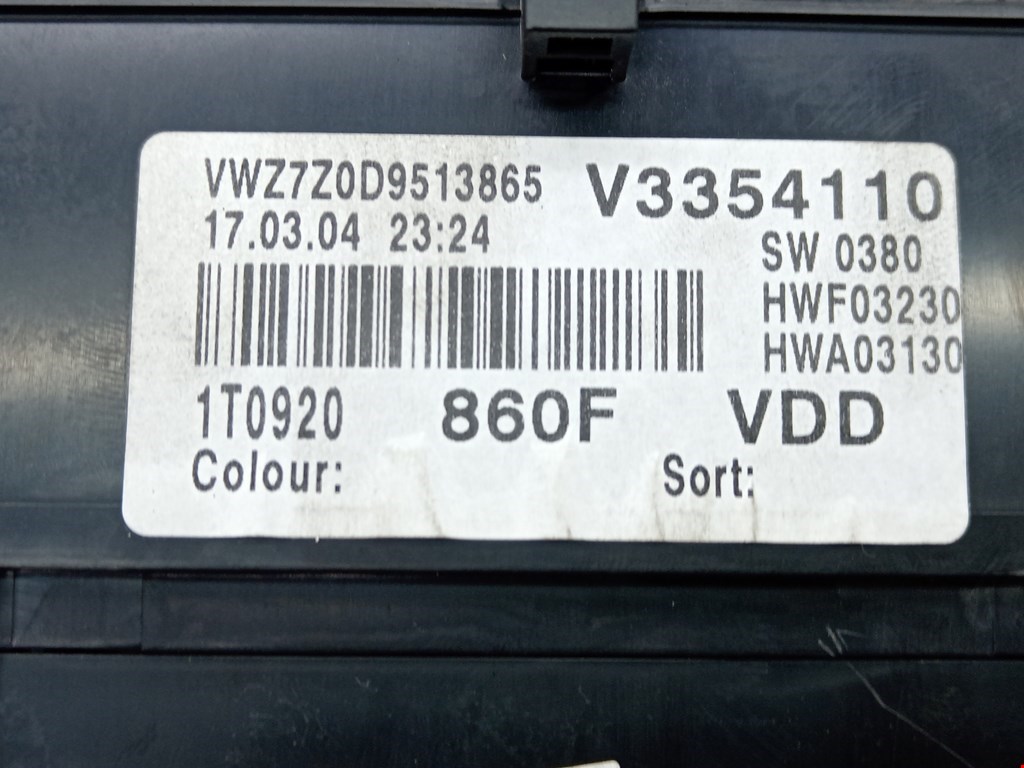 VWZ7Z0D9513865 V3354110
17.03.04 23:24 SW 0380
HWF03230
HWA03130
1T0920 860F VDD
Colour: Sort: